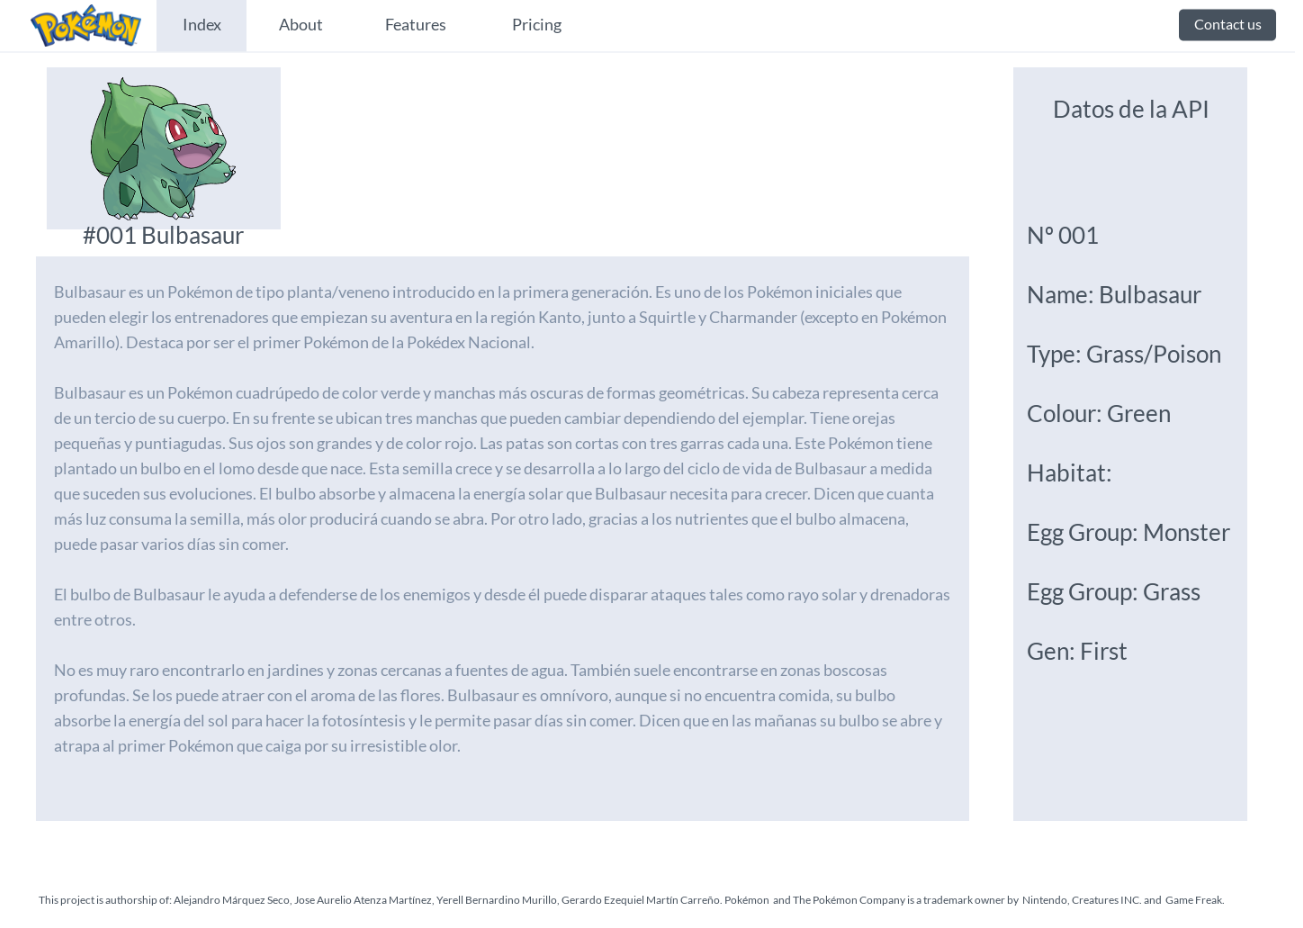 POKéMON
Index
About
Features
Pricing
Contact us
#001 Bulbasaur
Bulbasaur es un Pokémon de tipo planta/veneno introducido en la primera generación. Es uno de los Pokémon iniciales que
pueden elegir los entrenadores que empiezan su aventura en la región Kanto, junto a Squirtle y Charmander (excepto en Pokémon
Amarillo). Destaca por ser el primer Pokémon de la Pokédex Nacional.
Bulbasaur es un Pokémon cuadrúpedo de color verde y manchas más oscuras de formas geométricas. Su cabeza representa cerca
de un tercio de su cuerpo. En su frente se ubican tres manchas que pueden cambiar dependiendo del ejemplar. Tiene orejas
pequeñas y puntiagudas. Sus ojos son grandes y de color rojo. Las patas son cortas con tres garras cada una. Este Pokémon tiene
plantado un bulbo en el lomo desde que nace. Esta semilla crece y se desarrolla a lo largo del ciclo de vida de Bulbasaur a medida
que suceden sus evoluciones. El bulbo absorbe y almacena la energía solar que Bulbasaur necesita para crecer. Dicen que cuanta
más luz consuma la semilla, más olor producirá cuando se abra. Por otro lado, gracias a los nutrientes que el bulbo almacena,
puede pasar varios días sin comer.
El bulbo de Bulbasaur le ayuda a defenderse de los enemigos y desde él puede disparar ataques tales como rayo solar y drenadoras
entre otros.
No es muy raro encontrarlo en jardines y zonas cercanas a fuentes de agua. También suele encontrarse en zonas boscosas
profundas. Se los puede atraer con el aroma de las flores. Bulbasaur es omnívoro, aunque si no encuentra comida, su bulbo
absorbe la energía del sol para hacer la fotosíntesis y le permite pasar días sin comer. Dicen que en las mañanas su bulbo se abre y
atrapa al primer Pokémon que caiga por su irresistible olor.
Datos de la API
Nº 001
Name: Bulbasaur
Type: Grass/Poison
Colour: Green
Habitat:
Egg Group: Monster
Egg Group: Grass
Gen: First
This project is authorship of: Alejandro Márquez Seco, Jose Aurelio Atenza Martínez, Yerell Bernardino Murillo, Gerardo Ezequiel Martín Carreño. Pokémon and The Pokémon Company is a trademark owner by Nintendo, Creatures INC. and Game Freak.